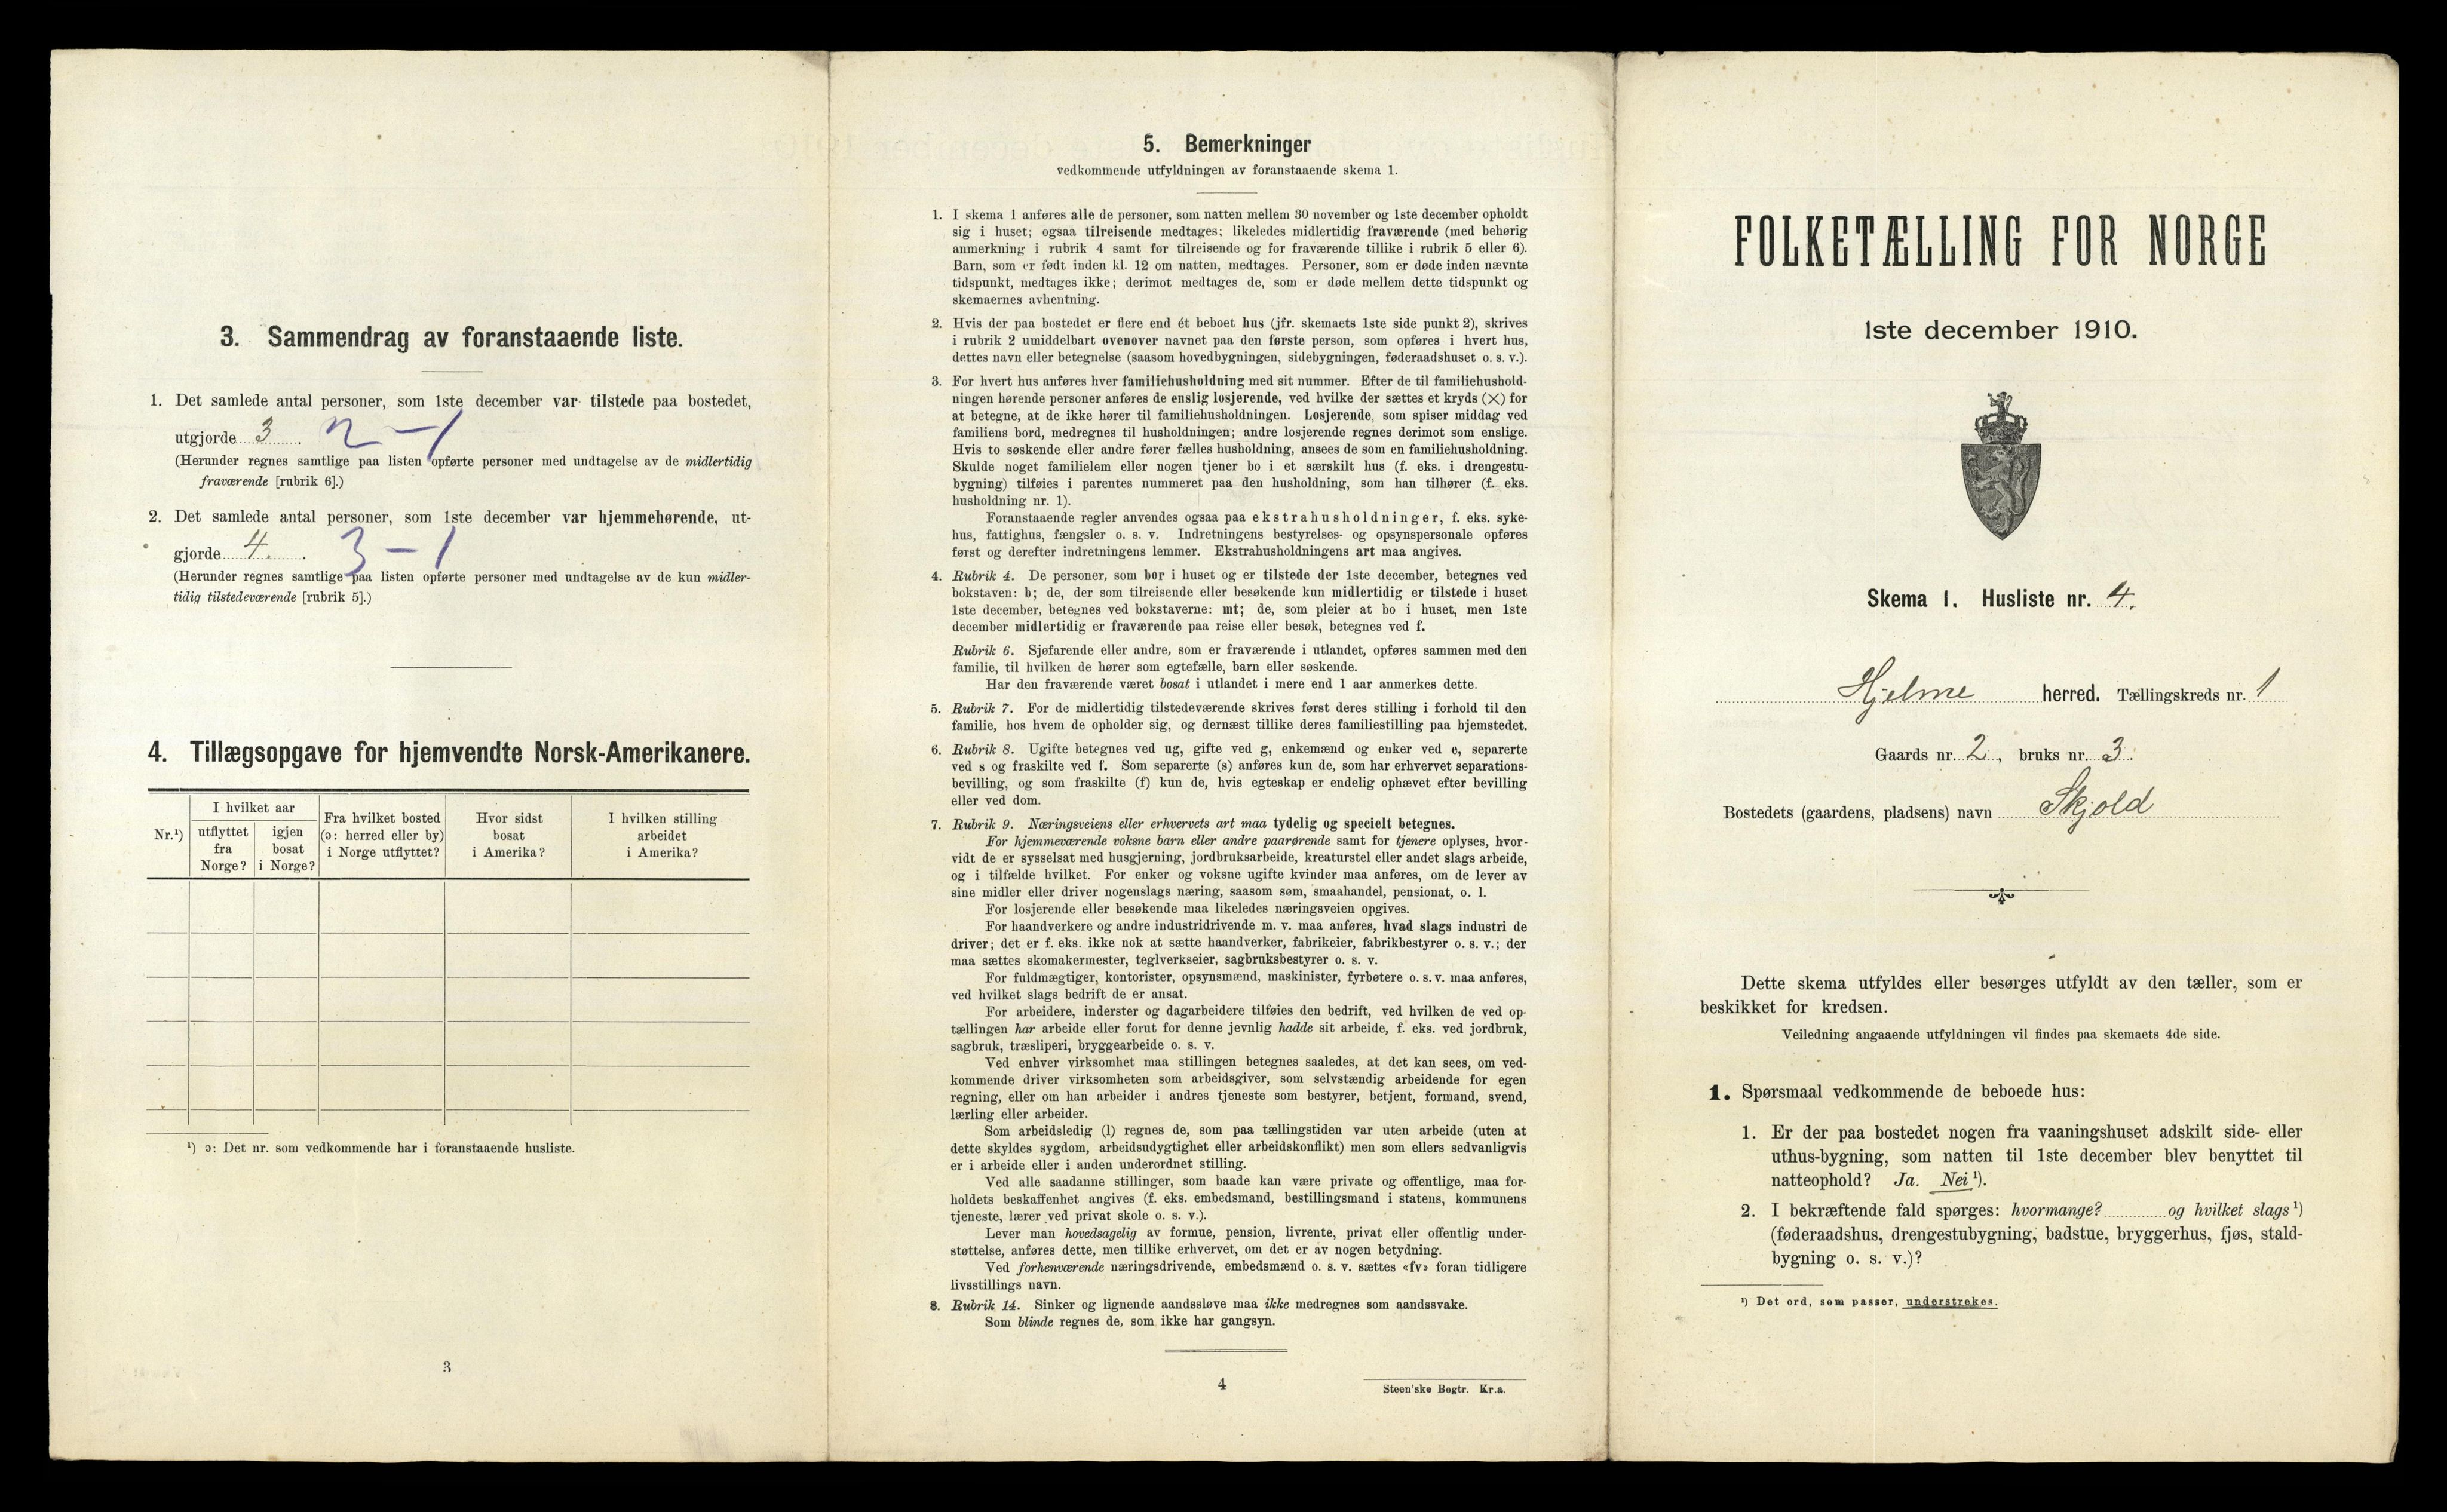 3. Sammendrag av foranstaaende liste.
1. Det samlede antal personer, som 1ste december var tilstede paa bostedet,
utgjorde 3. 2 – 1
(Herunder regnes samtlige paa listen opførte personer med undtagelse av de midlertidig
fraværende [rubrik 6].)
2. Det samlede antal personer, som 1ste december var hjemmehørende, ut-
gjorde 4. 3 – 1
(Herunder regnes samtlige paa listen opførte personer med undtagelse av de kun midler-
tidig tilstedeværende [rubrik 5].)
4. Tillægsopgave for hjemvendte Norsk-Amerikanere.
Nr.¹)
I hvilket aar
utflyttet
fra
Norge?
igjen
bosat
i Norge?
Fra hvilket bosted
(ɔ: herred eller by)
i Norge utflyttet?
Hvor sidst
bosat
i Amerika?
I hvilken stilling
arbeidet
i Amerika?
¹) ɔ: Det nr. som vedkommende har i foranstaaende husliste.
3
5. Bemerkninger
vedkommende utfyldningen av foranstaaende skema 1.
1. I skema 1 anføres alle de personer, som natten mellem 30 november og 1ste december opholdt
sig i huset; ogsaa tilreisende medtages; likeledes midlertidig fraværende (med behørig
anmerkning i rubrik 4 samt for tilreisende og for fraværende tillike i rubrik 5 eller 6).
Barn, som er født inden kl. 12 om natten, medtages. Personer, som er døde inden nævnte
tidspunkt, medtages ikke; derimot medtages de, som er døde mellem dette tidspunkt og
skemaernes avhentning.
2. Hvis der paa bostedet er flere end ét beboet hus (jfr. skemaets 1ste side punkt 2), skrives
i rubrik 2 umiddelbart ovenover navnet paa den første person, som opføres i hvert hus,
dettes navn eller betegnelse (saasom hovedbygningen, sidebygningen, føderaadshuset o. s. v.).
3. For hvert hus anføres hver familiehusholdning med sit nummer. Efter de til familiehushold-
ningen hørende personer anføres de enslig losjerende, ved hvilke der sættes et kryds (×) for
at betegne, at de ikke hører til familiehusholdningen. Losjerende, som spiser middag ved
familiens bord, medregnes til husholdningen; andre losjerende regnes derimot som enslige.
Hvis to søskende eller andre fører fælles husholdning, ansees de som en familiehusholdning.
Skulde noget familielem eller nogen tjener bo i et særskilt hus (f. eks. i drengestu-
bygning) tilføies i parentes nummeret paa den husholdning, som han tilhører (f. eks.
husholdning nr. 1).
Foranstaaende regler anvendes ogsaa paa ekstrahusholdninger, f. eks. syke-
hus, fattighus, fængsler o. s. v. Indretningens bestyrelses- og opsynspersonale opføres
først og derefter indretningens lemmer. Ekstrahusholdningens art maa angives.
4. Rubrik 4. De personer, som bor i huset og er tilstede der 1ste december, betegnes ved
bokstaven: b; de, der som tilreisende eller besøkende kun midlertidig er tilstede i huset
1ste december, betegnes ved bokstaverne: mt; de, som pleier at bo i huset, men 1ste
december midlertidig er fraværende paa reise eller besøk, betegnes ved f.
Rubrik 6. Sjøfarende eller andre, som er fraværende i utlandet, opføres sammen med den
familie, til hvilken de hører som egtefælle, barn eller søskende.
Har den fraværende været bosat i utlandet i mere end 1 aar anmerkes dette.
5. Rubrik 7. For de midlertidig tilstedeværende skrives først deres stilling i forhold til den
familie, hos hvem de opholder sig, og dernæst tillike deres familiestilling paa hjemstedet.
6. Rubrik 8. Ugifte betegnes ved ug, gifte ved g, enkemænd og enker ved e, separerte
ved s og fraskilte ved f. Som separerte (s) anføres kun de, som har erhvervet separations-
bevilling, og som fraskilte (f) kun de, hvis egteskap er endelig ophævet efter bevilling
eller ved dom.
7. Rubrik 9. Næringsveiens eller erhvervets art maa tydelig og specielt betegnes.
For hjemmeværende voksne barn eller andre paarørende samt for tjenere oplyses, hvor-
vidt de er sysselsat med husgjerning, jordbruksarbeide, kreaturstel eller andet slags arbeide,
og i tilfælde hvilket. For enker og voksne ugifte kvinder maa anføres, om de lever av
sine midler eller driver nogenslags næring, saasom søm, smaahandel, pensionat, o. l.
For losjerende eller besøkende maa likeledes næringsveien opgives.
For haandverkere og andre industridrivende m. v. maa anføres, hvad slags industri de
driver; det er f. eks. ikke nok at sætte haandverker, fabrikeier, fabrikbestyrer o. s. v.; der
maa sættes skomakermester, teglverkseier, sagbruksbestyrer o. s. v.
For fuldmægtiger, kontorister, opsynsmænd, maskinister, fyrbøtere o. s. v. maa anføres,
ved hvilket slags bedrift de er ansat.
For arbeidere, inderster og dagarbeidere tilføies den bedrift, ved hvilken de ved op-
tællingen har arbeide eller forut for denne jevnlig hadde sit arbeide, f. eks. ved jordbruk,
sagbruk, træsliperi, bryggearbeide o. s. v.
Ved enhver virksomhet maa stillingen betegnes saaledes, at det kan sees, om ved-
kommende driver virksomheten som arbeidsgiver, som selvstændig arbeidende for egen
regning, eller om han arbeider i andres tjeneste som bestyrer, betjent, formand, svend,
lærling eller arbeider.
Som arbeidsledig (l) regnes de, som paa tællingstiden var uten arbeide (uten at
dette skyldes sygdom, arbeidsudygtighet eller arbeidskonflikt) men som ellers sedvanligvis
er i arbeide eller i anden underordnet stilling.
Ved alle saadanne stillinger, som baade kan være private og offentlige, maa for-
holdets beskaffenhet angives (f. eks. embedsmand, bestillingsmand i statens, kommunens
tjeneste, lærer ved privat skole o. s. v.).
Lever man hovedsagelig av formue, pension, livrente, privat eller offentlig under-
støttelse, anføres dette, men tillike erhvervet, om det er av nogen betydning.
Ved forhenværende næringsdrivende, embedsmænd o. s. v. sættes «fv» foran tidligere
livsstillings navn.
8. Rubrik 14. Sinker og lignende aandssløve maa ikke medregnes som aandssvake.
Som blinde regnes de, som ikke har gangsyn.
4
Steen'ske Bogtr. Kr.a.
FOLKETÆLLING FOR NORGE
1ste december 1910.
Skema 1. Husliste nr. 4.
Hjelme herred. Tællingskreds nr. 1
Gaards nr. 2, bruks nr. 3.
Bostedets (gaardens, pladsens) navn Skjold
Dette skema utfyldes eller besørges utfyldt av den tæller, som er
beskikket for kredsen.
Veiledning angaaende utfyldningen vil findes paa skemaets 4de side.
1. Spørsmaal vedkommende de beboede hus:
1. Er der paa bostedet nogen fra vaaningshuset adskilt side- eller
uthus-bygning, som natten til 1ste december blev benyttet til
natteophold? Ja. Nei¹).
2. I bekræftende fald spørges: hvormange? og hvilket slags¹)
(føderaadshus, drengestubygning, badstue, bryggerhus, fjøs, stald-
bygning o. s. v.)?
¹) Det ord, som passer, understrekes.